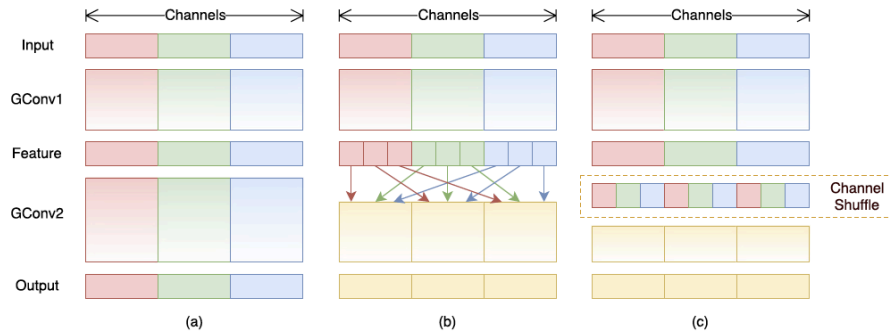 Channels
Channels
Channels
Input
GConv1
Feature
GConv2
Channel
Shuffle
Output
(a)
(b)
(c)